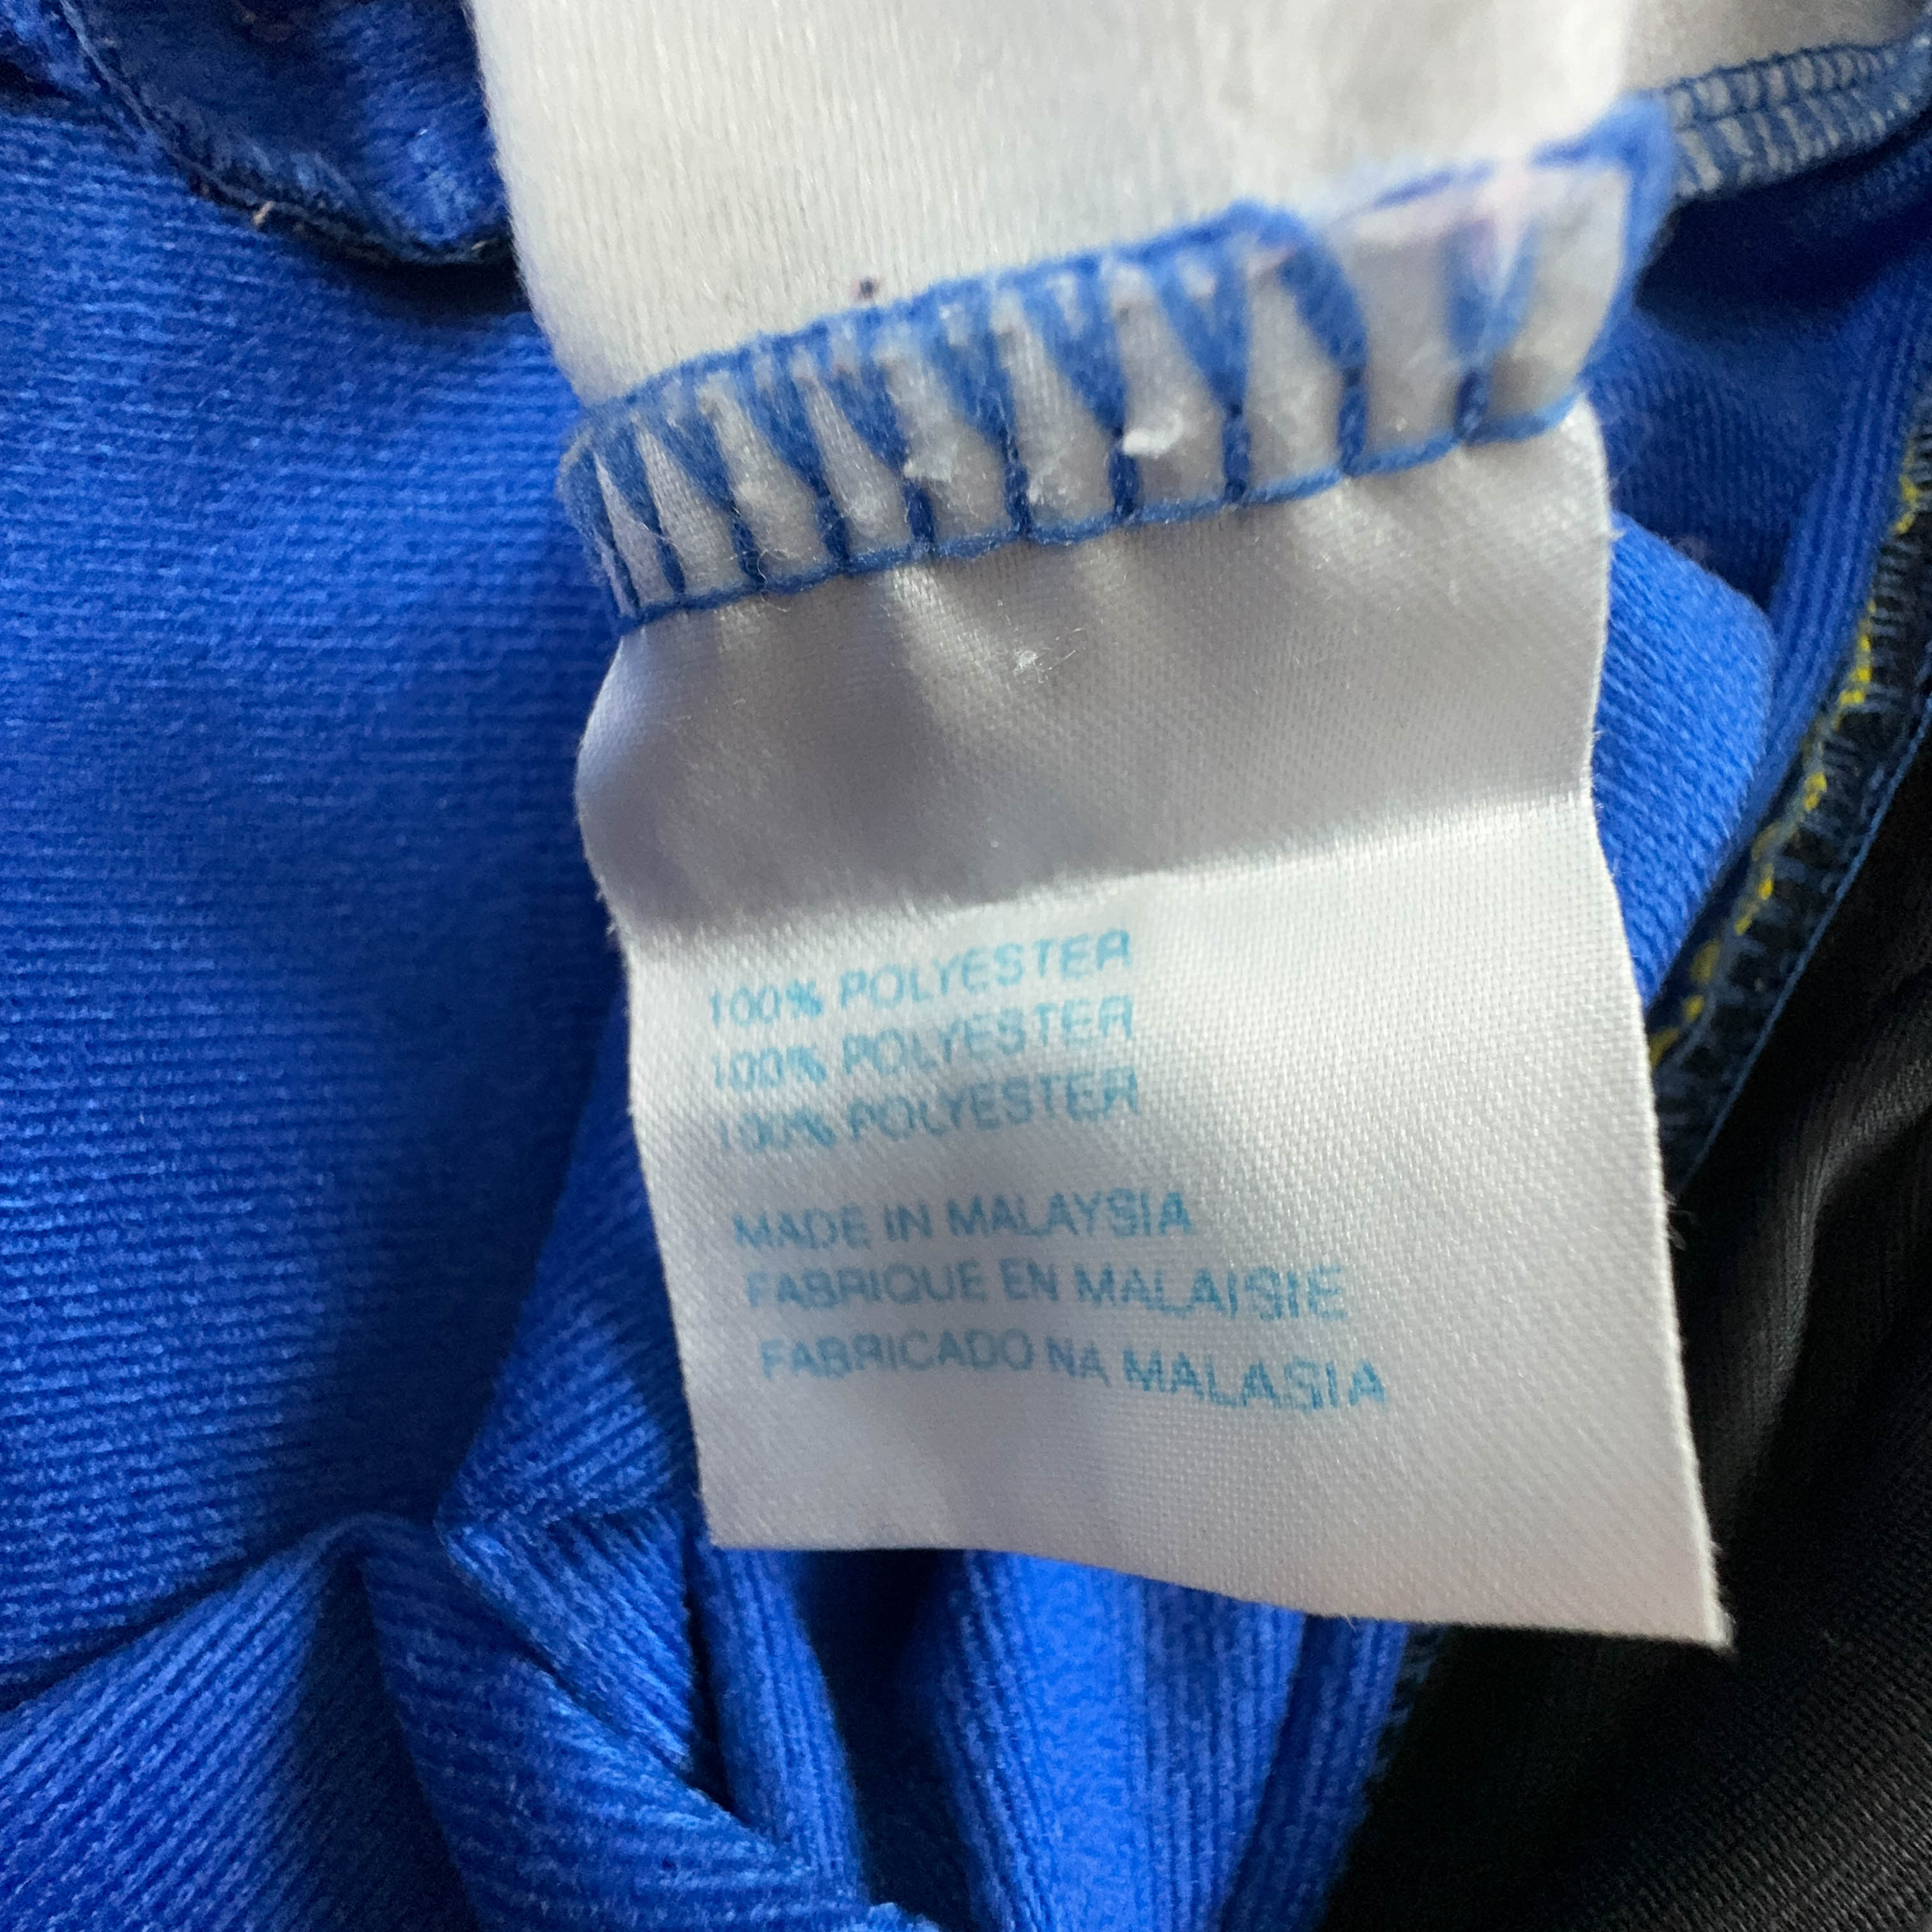 100% POLYESTER
100% POLYESTER
100% POLYESTER
MADE IN MALAYSIA
FABRIQUE EN MALAISIE
FABRICADO NA MALASIA